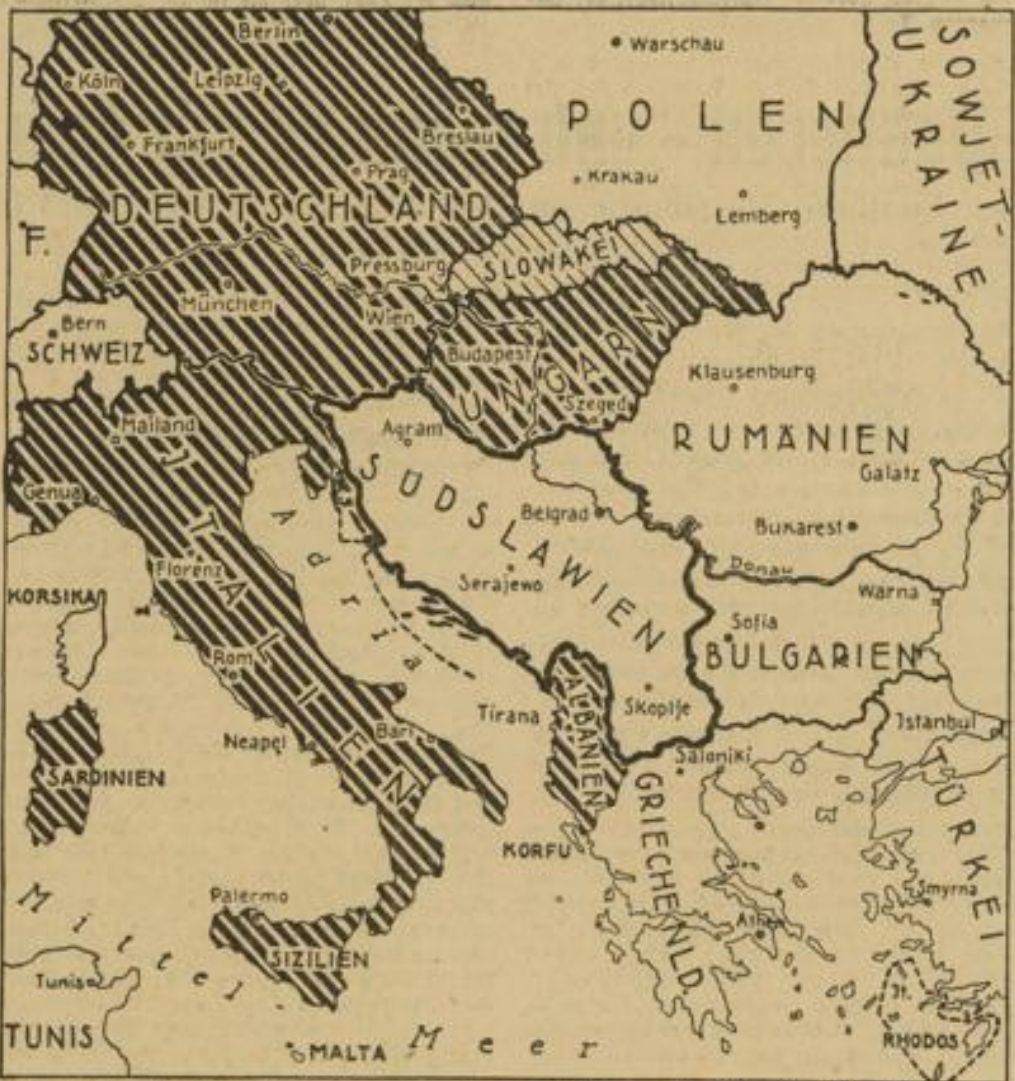 Berlin
Warschau
SOWJET-
UKRAINE
Köln
Leipzig
POLEN
Breslau
Frankfurt
Prag
Krakau
Lemberg
DEUTSCHLAND
F.
SLOWAKEI
Pressburg
München
Wien
Bern
SCHWEIZ
Budapest
UNGARN
Klausenburg
Szeged
Mailand
Agram
RUMÄNIEN
Galatz
Genua
ITALIEN
SÜDSLAWIEN
Adria
Belgrad
Bukarest
Florenz
Serajewo
Donau
Warna
KORSIKA
Sofia
BULGARIEN
Rom
Tirana
ALBANIEN
Skoplje
Istanbul
Neapel
Bari
Saloniki
SARDINIEN
GRIECHENLD.
TÜRKEI
KORFU
Palermo
Smyrna
Athen
SIZILIEN
Mittel-
Meer
Tunis
It.
TUNIS
MALTA
RHODOS